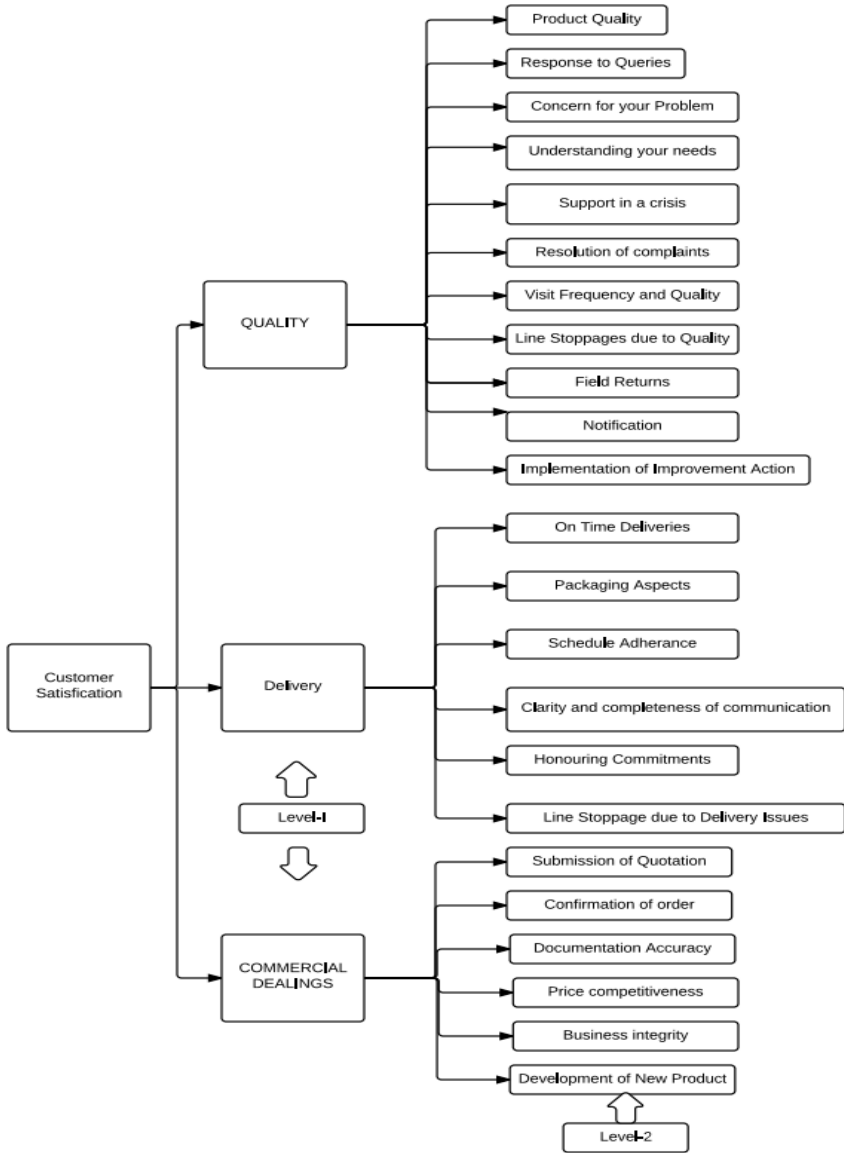 Product Quality
Response to Queries
Concern for your Problem
Understanding your needs
Support in a crisis
Resolution of complaints
Visit Frequency and Quality
QUALITY
Line Stoppages due to Quality
Field Returns
Notification
Implementation of Improvement Action
On Time Deliveries
Packaging Aspects
Schedule Adherance
Customer
Satisfication
Delivery
Clarity and completeness of communication
Honouring Commitments
Level-I
Line Stoppage due to Delivery Issues
Submission of Quotation
Confirmation of order
Documentation Accuracy
COMMERCIAL
DEALINGS
Price competitiveness
Business integrity
Development of New Product
Level-2